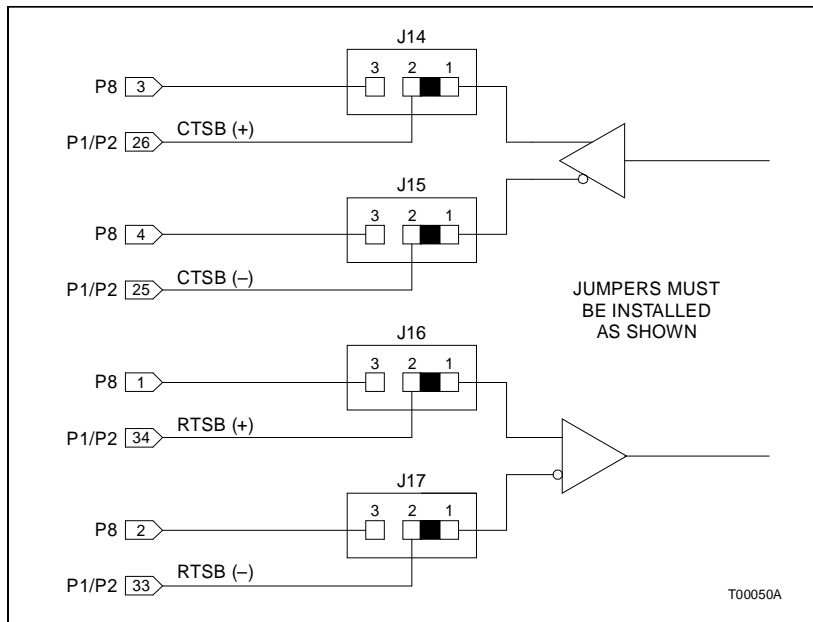 J14
3 2 1
P8 3
P1/P2 26 CTSB (+)
J15
3 2 1
P8 4
P1/P2 25 CTSB (–)
JUMPERS MUST
BE INSTALLED
AS SHOWN
J16
3 2 1
P8 1
P1/P2 34 RTSB (+)
J17
3 2 1
P8 2
P1/P2 33 RTSB (–)
T00050A